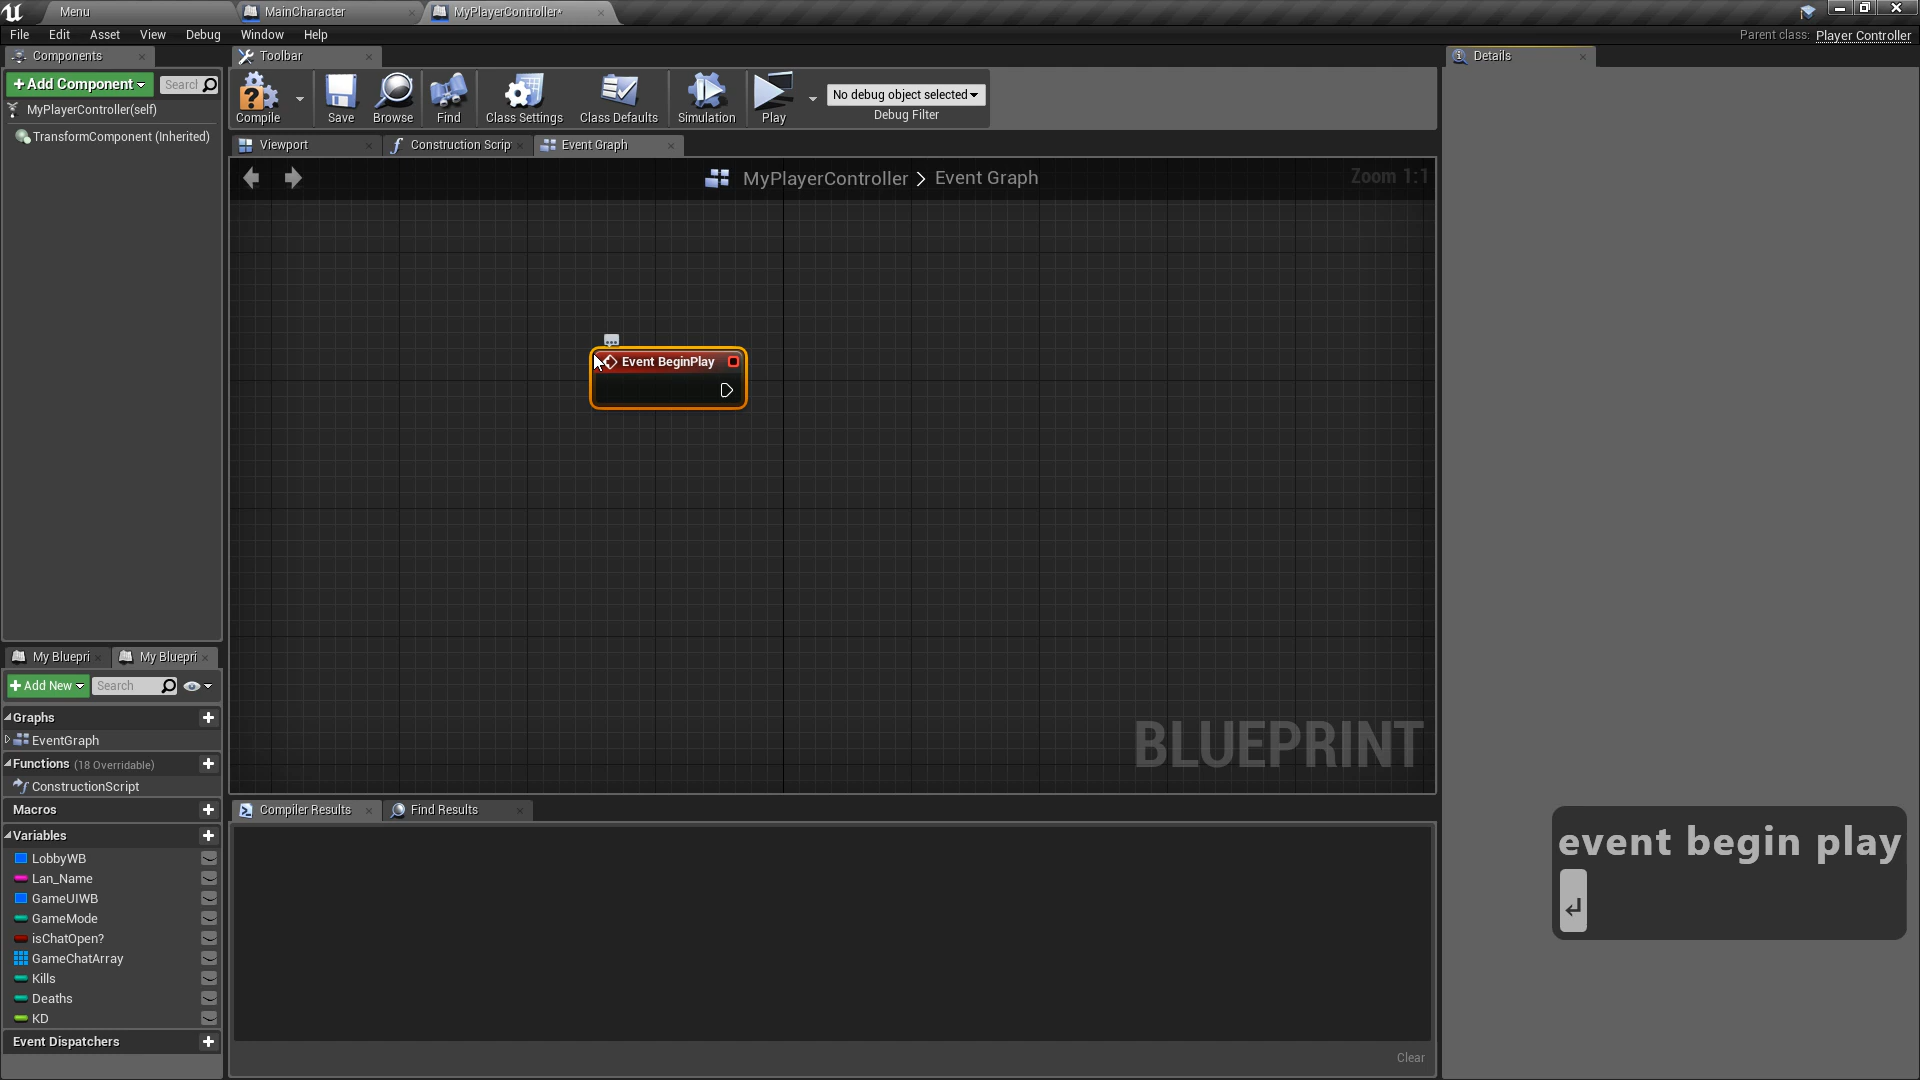 Menu
MainCharacter
MyPlayerController*
File
Edit
Asset
View
Debug
Window
Help
Parent class:
Player Controller
Components
Toolbar
Details
+Add Component
Search
MyPlayerController(self)
TransformComponent (Inherited)
Compile
Save
Browse
Find
Class Settings
Class Defaults
Simulation
Play
No debug object selected
Debug Filter
Viewport
Construction Scrip
Event Graph
MyPlayerController > Event Graph
Zoom 1:1
Event BeginPlay
BLUEPRINT
My Bluepri
My Bluepri
+Add New
Search
Graphs
EventGraph
Functions (18 Overridable)
ConstructionScript
Macros
Variables
LobbyWB
Lan_Name
GameUIWB
GameMode
isChatOpen?
GameChatArray
Kills
Deaths
KD
Event Dispatchers
Compiler Results
Find Results
Clear
event begin play